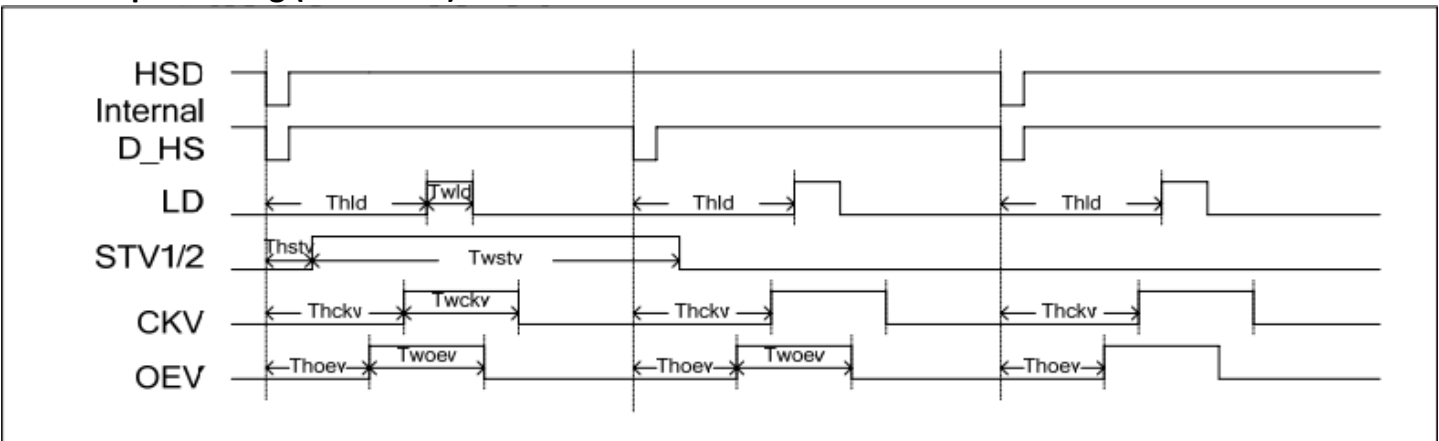 HSD
Internal
D_HS
LD Thld Twld Thld Thld
STV1/2 Thstv Twstv
CKV Thckv Twckv Thckv Thckv
OEV Thoev Twoev Thoev Twoev Thoev